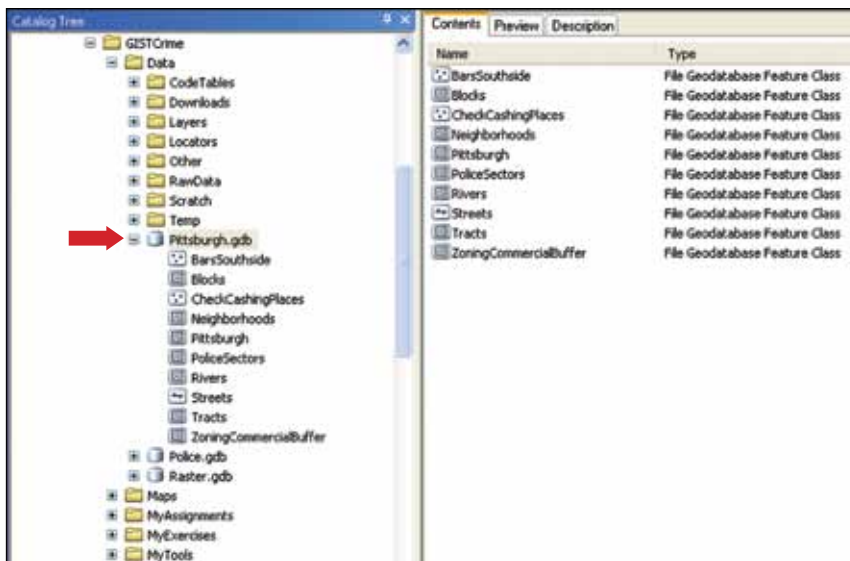 Catalog Tree
GISTCrime
Data
CodeTables
Downloads
Layers
Locators
Other
RawData
Scratch
Temp
Pittsburgh.gdb
BarsSouthside
Blocks
CheckCashingPlaces
Neighborhoods
Pittsburgh
PoliceSectors
Rivers
Streets
Tracts
ZoningCommercialBuffer
Police.gdb
Raster.gdb
Maps
MyAssignments
MyExercises
MyTools
Contents Preview Description
Name Type
BarsSouthside File Geodatabase Feature Class
Blocks File Geodatabase Feature Class
CheckCashingPlaces File Geodatabase Feature Class
Neighborhoods File Geodatabase Feature Class
Pittsburgh File Geodatabase Feature Class
PoliceSectors File Geodatabase Feature Class
Rivers File Geodatabase Feature Class
Streets File Geodatabase Feature Class
Tracts File Geodatabase Feature Class
ZoningCommercialBuffer File Geodatabase Feature Class